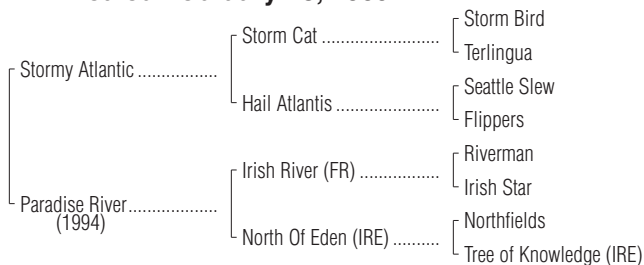 Storm Bird
Storm Cat ........................
Terlingua
Stormy Atlantic .................
Seattle Slew
Hail Atlantis .....................
Flippers
Riverman
Irish River (FR) .................
Irish Star
Paradise River...................
(1994)
Northfields
North Of Eden (IRE) ..........
Tree of Knowledge (IRE)